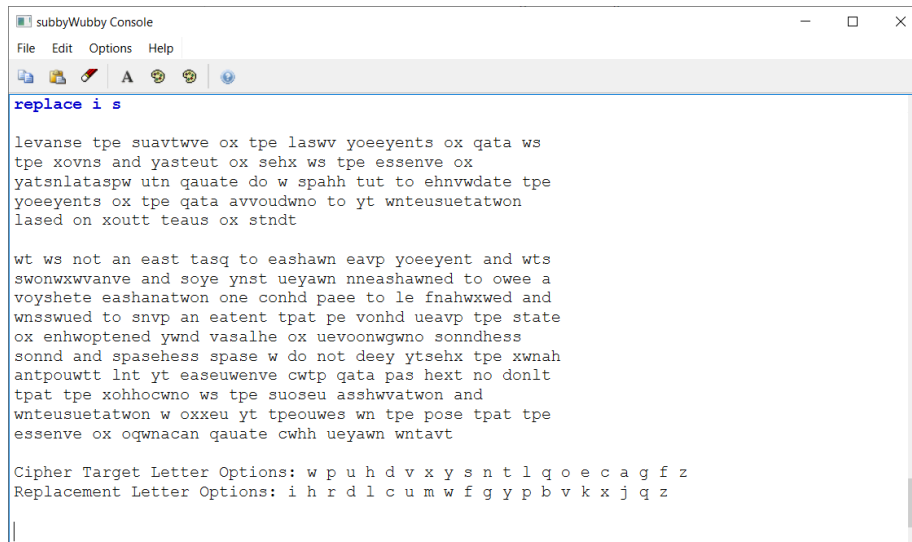 subbyWubby Console
File Edit Options Help
A
replace i s
levanse tpe suavtwve ox tpe laswv yoeeyents ox qata ws
tpe xovns and yasteut ox sehx ws tpe essenve ox
yatsnlataspw utn qauate do w spahh tut to ehnvwdate tpe
yoeeyents ox tpe qata avvoudwno to yt wnteusuetatwon
lased on xoutt teaus ox stndt
wt ws not an east tasq to eashawn eavp yoeeyent and wts
swonwxwvanve and soye ynst ueyawn nneashawned to owee a
voyshete eashanatwon one conhd paee to le fnahwxwed and
wnsswued to snvp an eatent tpat pe vonhd ueavp tpe state
ox enhwoptened ywnd vasalhe ox uevoonwgwno sonndhess
sonnd and spasehess spase w do not deey ytsehx tpe xwnah
antpouwtt lnt yt easeuwenve cwtp qata pas hext no donlt
tpat tpe xohhocwno ws tpe suoseu asshwvatwon and
wnteusuetatwon w oxxeu yt tpeouwes wn tpe pose tpat tpe
essenve ox oqwnacan qauate cwhh ueyawn wntavt
Cipher Target Letter Options: w p u h d v x y s n t l q o e c a g f z
Replacement Letter Options: i h r d l c u m w f g y p b v k x j q z